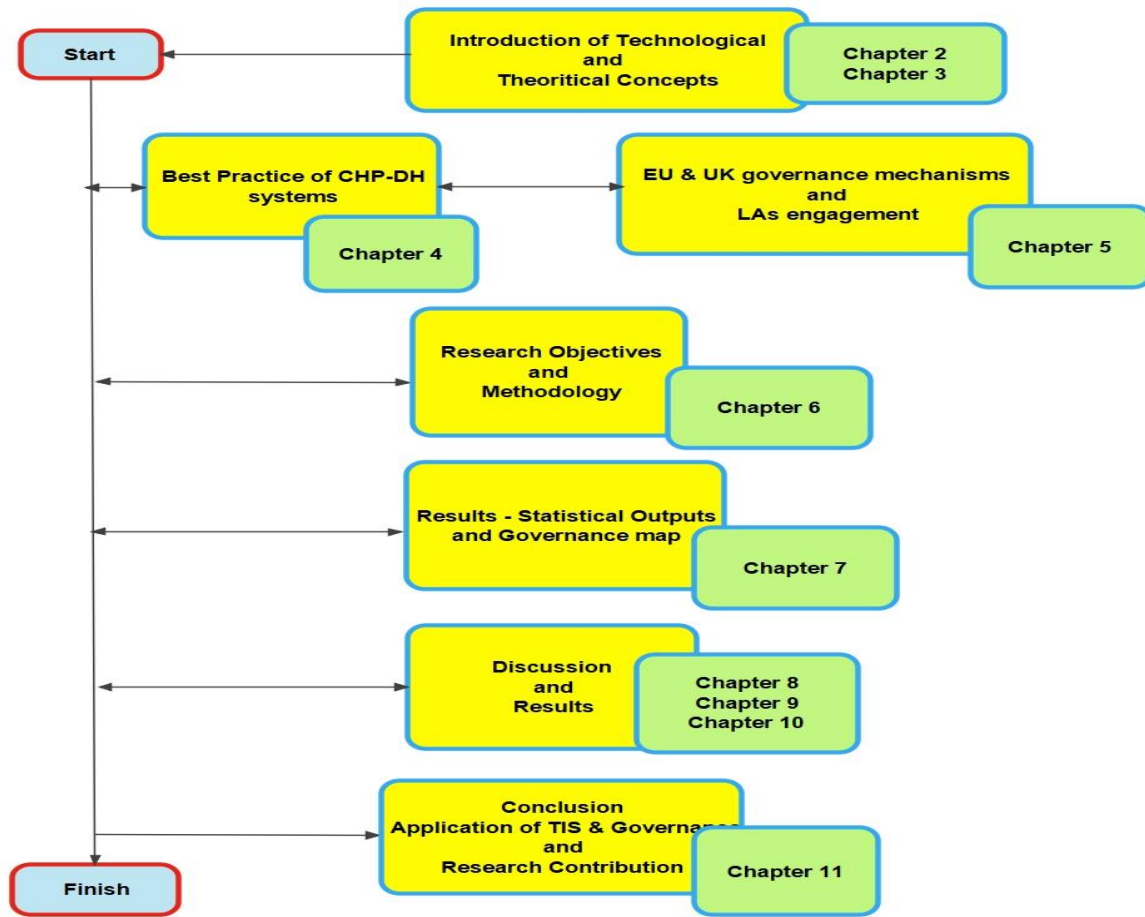 Start
Introduction of Technological
and
Theoritical Concepts
Chapter 2
Chapter 3
Best Practice of CHP-DH
systems
Chapter 4
EU & UK governance mechanisms
and
LAs engagement
Chapter 5
Research Objectives
and
Methodology
Chapter 6
Results - Statistical Outputs
and Governance map
Chapter 7
Discussion
and
Results
Chapter 8
Chapter 9
Chapter 10
Conclusion
Application of TIS & Governance
and
Research Contribution
Chapter 11
Finish